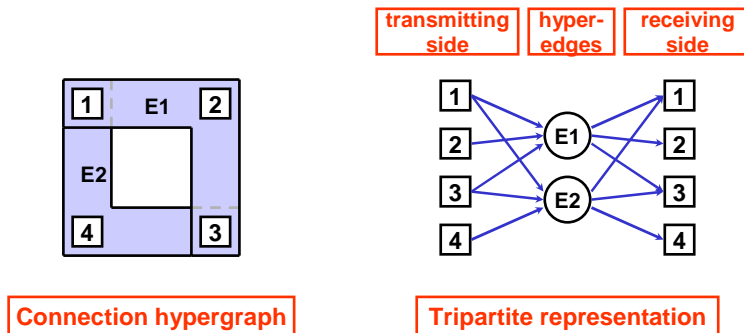 transmitting side
hyper-edges
receiving side
1
E1
2
E2
4
3
Connection hypergraph
1
2
3
4
E1
E2
1
2
3
4
Tripartite representation